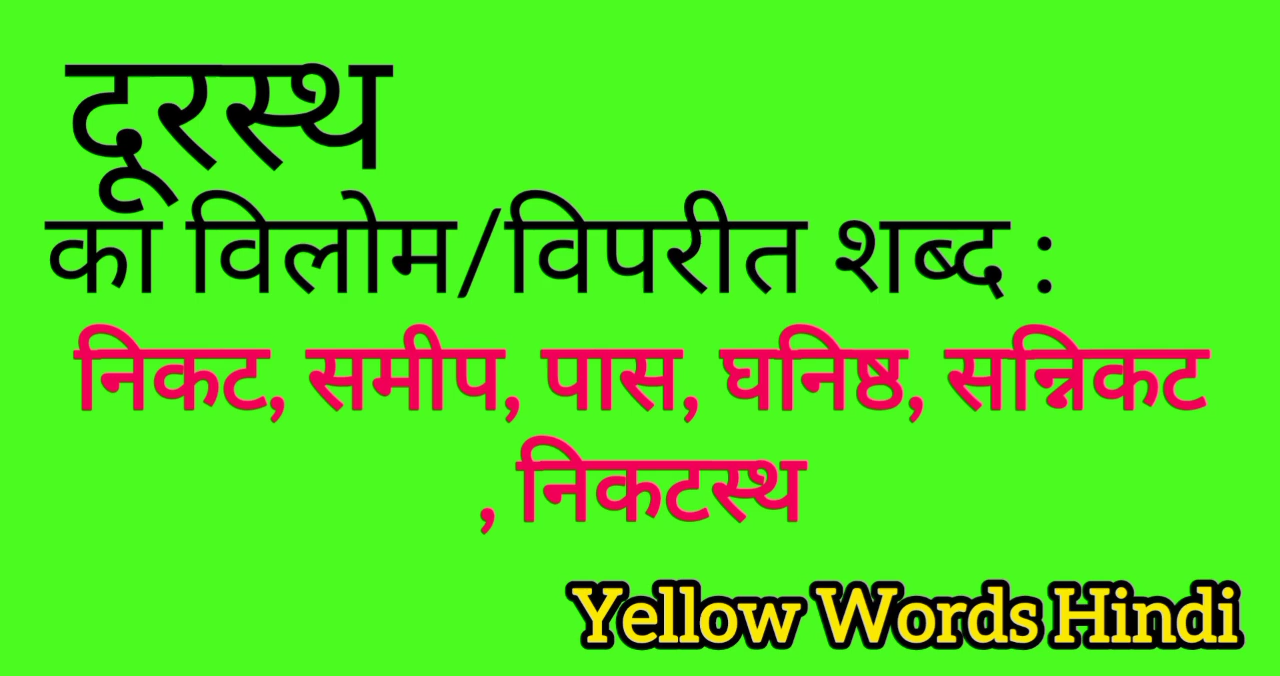 दूरस्थ
का विलोम/विपरीत शब्द :
निकट, समीप, पास, घनिष्ठ, सन्निकट
, निकटस्थ
Yellow Words Hindi